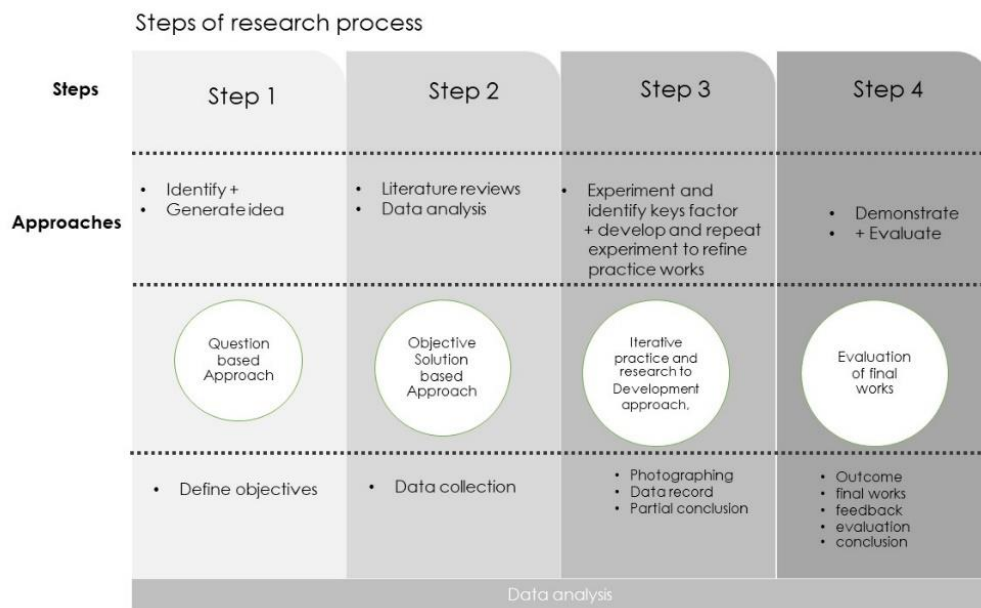 Steps of research process
Steps
Step 1
Step 2
Step 3
Step 4
Approaches
• Identify +
• Generate idea
• Literature reviews
• Data analysis
• Experiment and
identify keys factor
+ develop and repeat
experiment to refine
practice works
• Demonstrate
• + Evaluate
Question
based
Approach
Objective
Solution
based
Approach
Iterative
practice and
research to
Development
approach,
Evaluation
of final
works
• Define objectives
• Data collection
• Photographing
• Data record
• Partial conclusion
• Outcome
• final works
• feedback
• evaluation
• conclusion
Data analysis